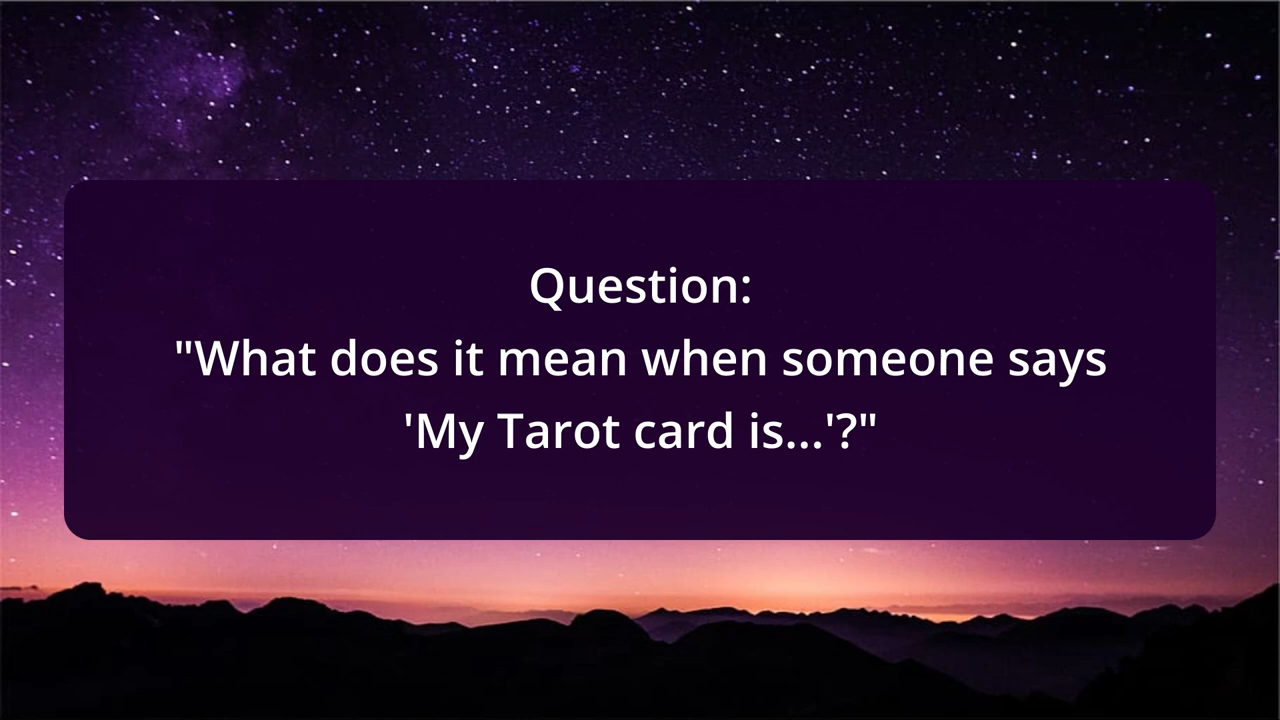 Question:
"What does it mean when someone says
'My Tarot card is...'?"